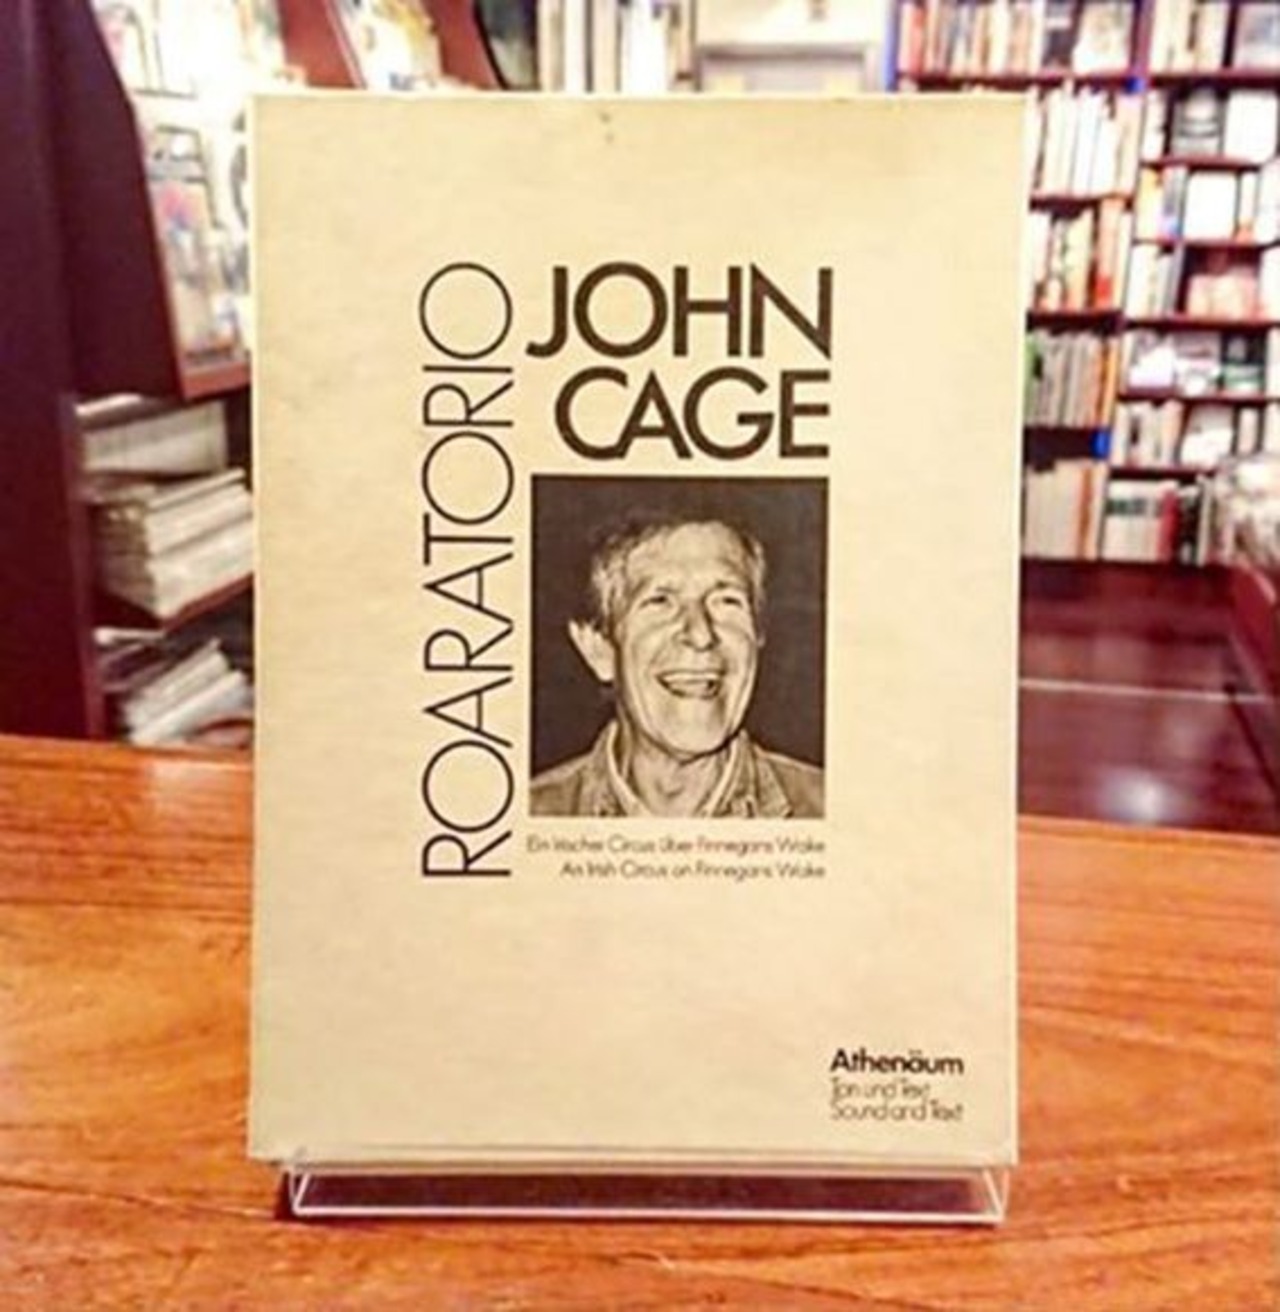 ROARATORIO
JOHN
CAGE
Ein Irischer Circus über Finnegans Wake
An Irish Circus on Finnegans Wake
Athenäum
Ton und Text
Sound and Text